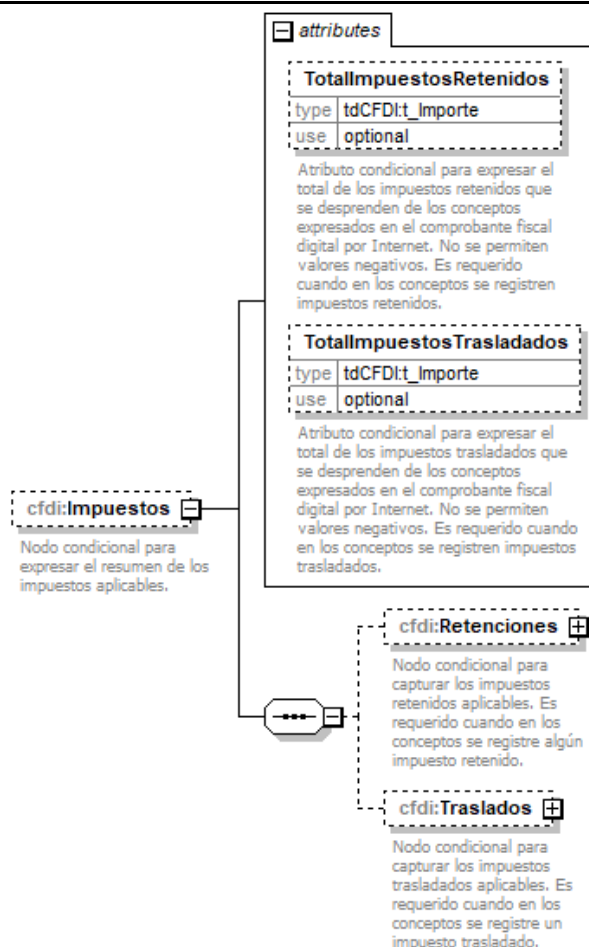 attributes
TotalImpuestosRetenidos
type tdCFDI:t_Importe
use optional
Atributo condicional para expresar el
total de los impuestos retenidos que
se desprenden de los conceptos
expresados en el comprobante fiscal
digital por Internet. No se permiten
valores negativos. Es requerido
cuando en los conceptos se registren
impuestos retenidos.
TotalImpuestosTrasladados
type tdCFDI:t_Importe
use optional
Atributo condicional para expresar el
total de los impuestos trasladados que
se desprenden de los conceptos
expresados en el comprobante fiscal
digital por Internet. No se permiten
valores negativos. Es requerido cuando
en los conceptos se registren impuestos
trasladados.
cfdi:Impuestos
Nodo condicional para
expresar el resumen de los
impuestos aplicables.
cfdi:Retenciones
Nodo condicional para
capturar los impuestos
retenidos aplicables. Es
requerido cuando en los
conceptos se registre algún
impuesto retenido.
cfdi:Traslados
Nodo condicional para
capturar los impuestos
trasladados aplicables. Es
requerido cuando en los
conceptos se registre un
impuesto trasladado.